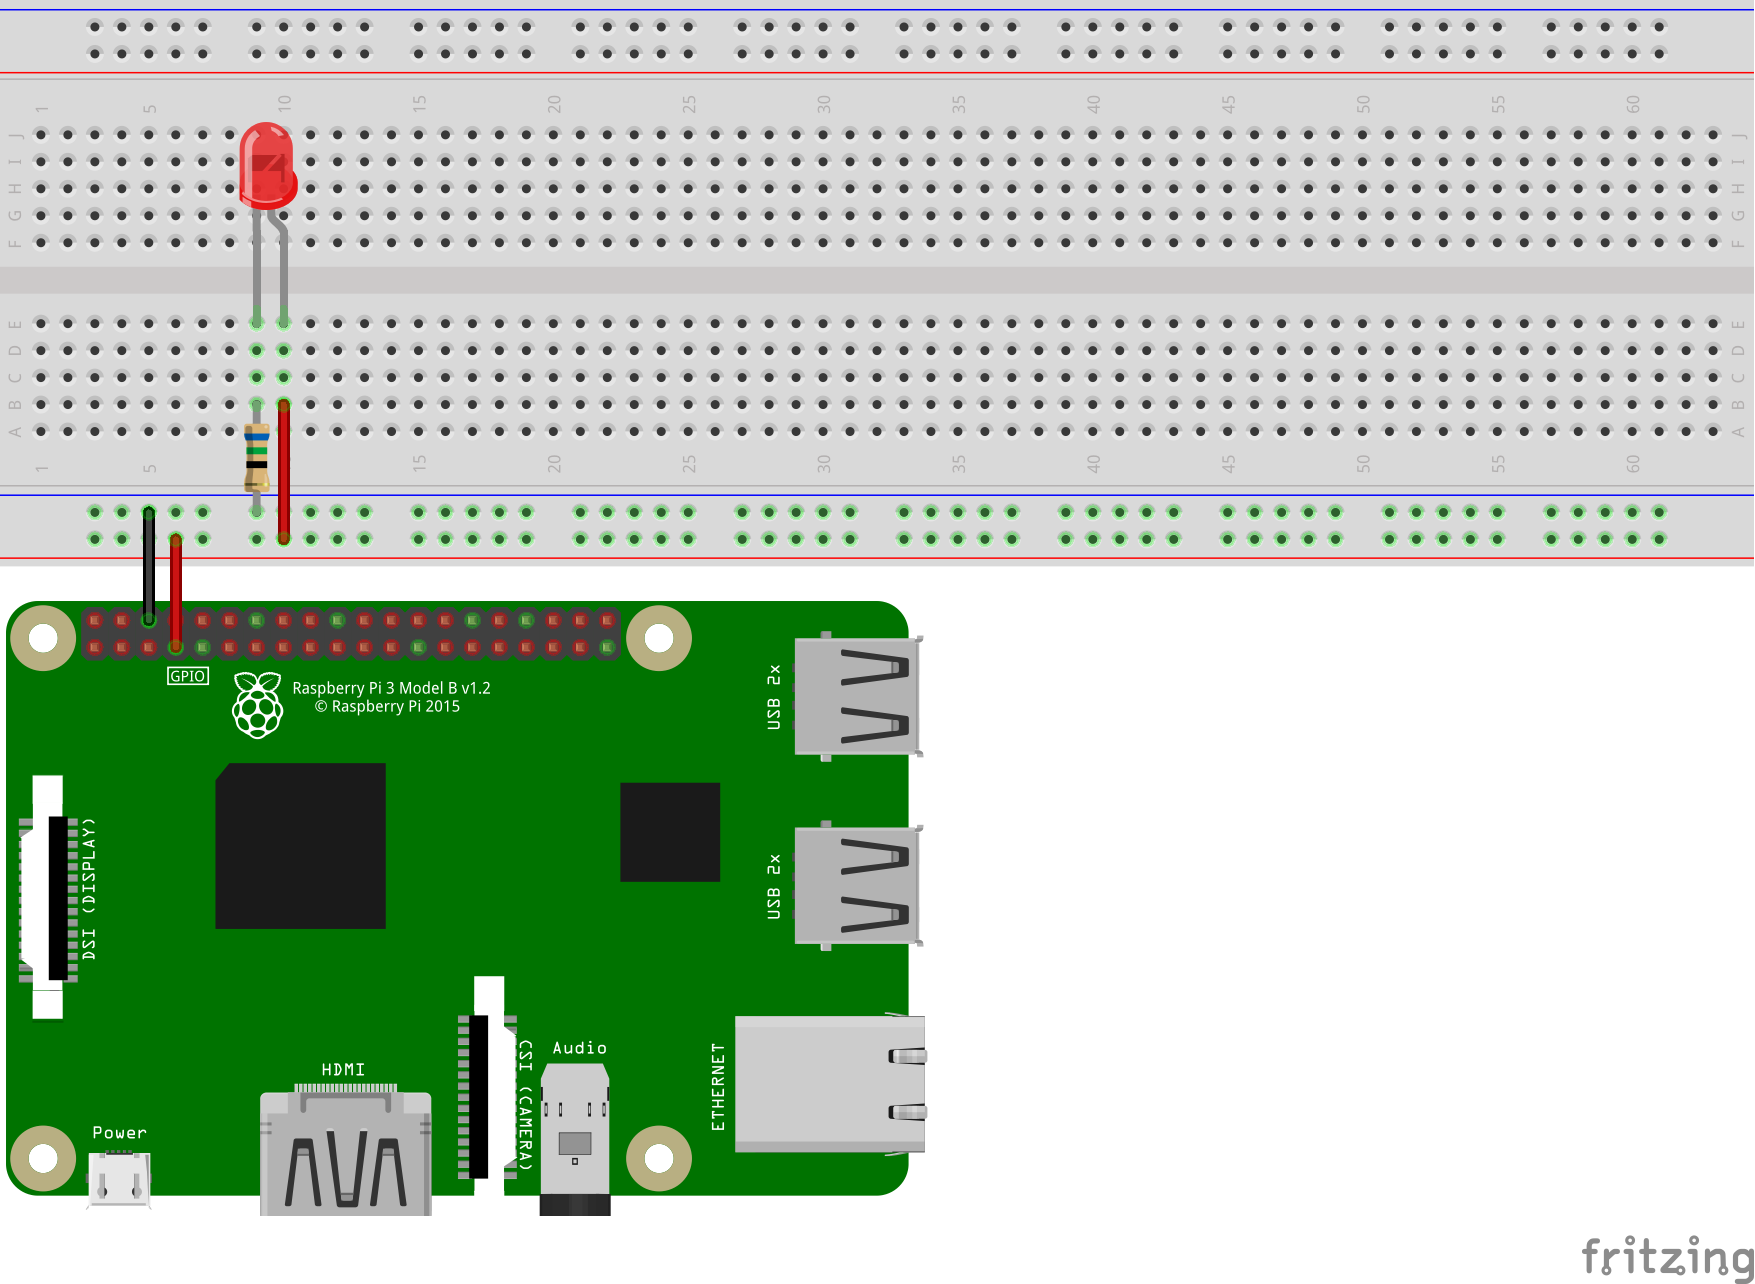 1 5 10 15 20 25 30 35 40 45 50 55 60
J J
I I
H H
G G
F F
E E
D D
C C
B B
A A
1 5 15 20 25 30 35 40 45 50 55 60
GPIO
Raspberry Pi 3 Model B v1.2
© Raspberry Pi 2015
USB 2x
DSI (DISPLAY)
USB 2x
CSI (CAMERA)
Audio
ETHERNET
HDMI
Power
fritzing